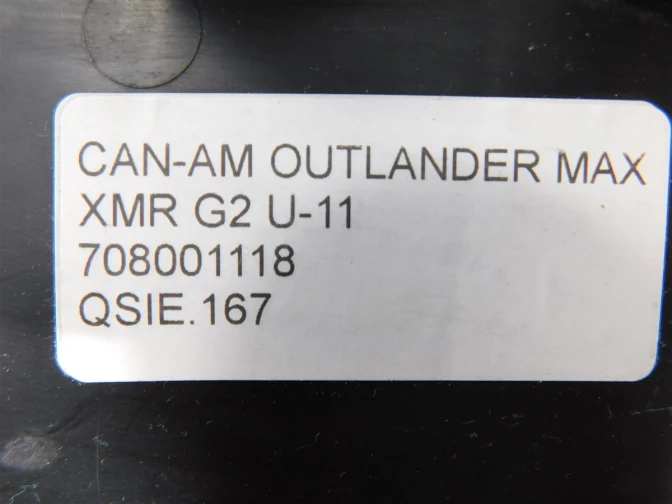 CAN-AM OUTLANDER MAX
XMR G2 U-11
708001118
QSIE.167